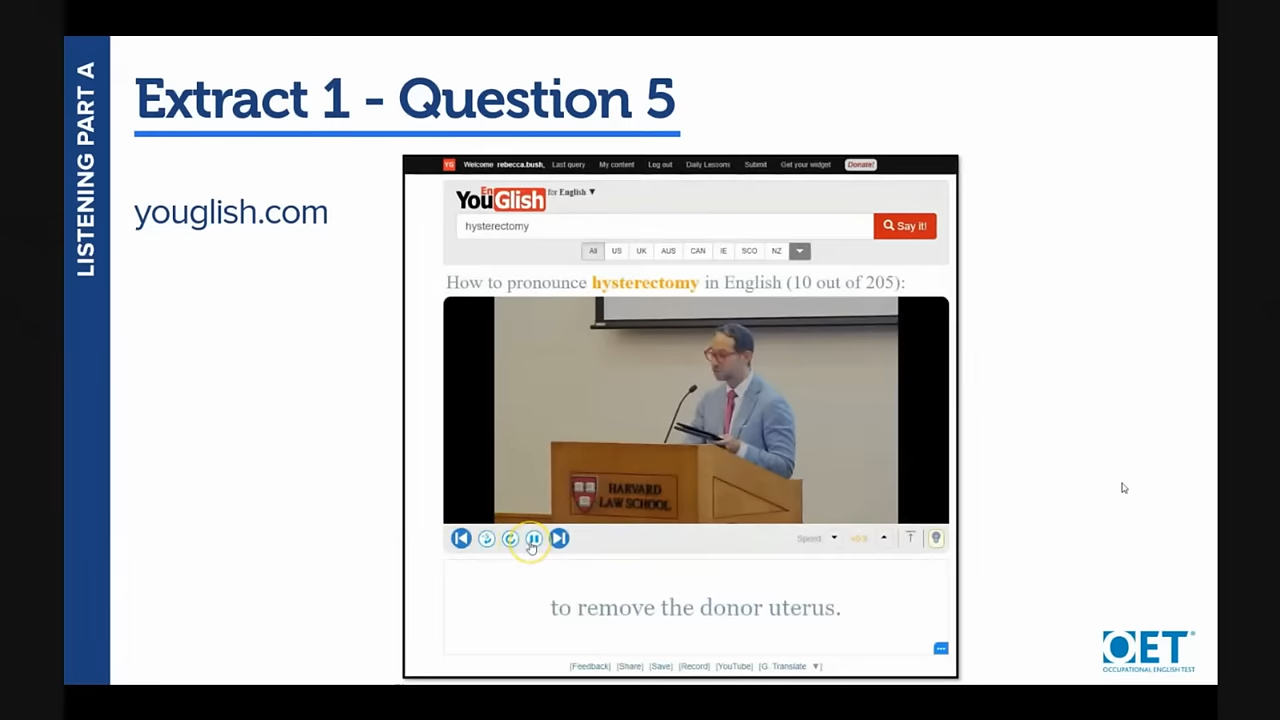 LISTENING PART A
Extract 1 - Question 5
youglish.com
YG Welcome rebecca.bush, Last query My content Log out Daily Lessons Submit Get your widget Donate!
En
YouGlish for English ▼
hysterectomy Say it!
All US UK AUS CAN IE SCO NZ
How to pronounce hysterectomy in English (10 out of 205):
HARVARD
LAW SCHOOL
Speed
to remove the donor uterus.
[Feedback] [Share] [Save] [Record] [YouTube] [G. Translate ▼]
OET
OCCUPATIONAL ENGLISH TEST